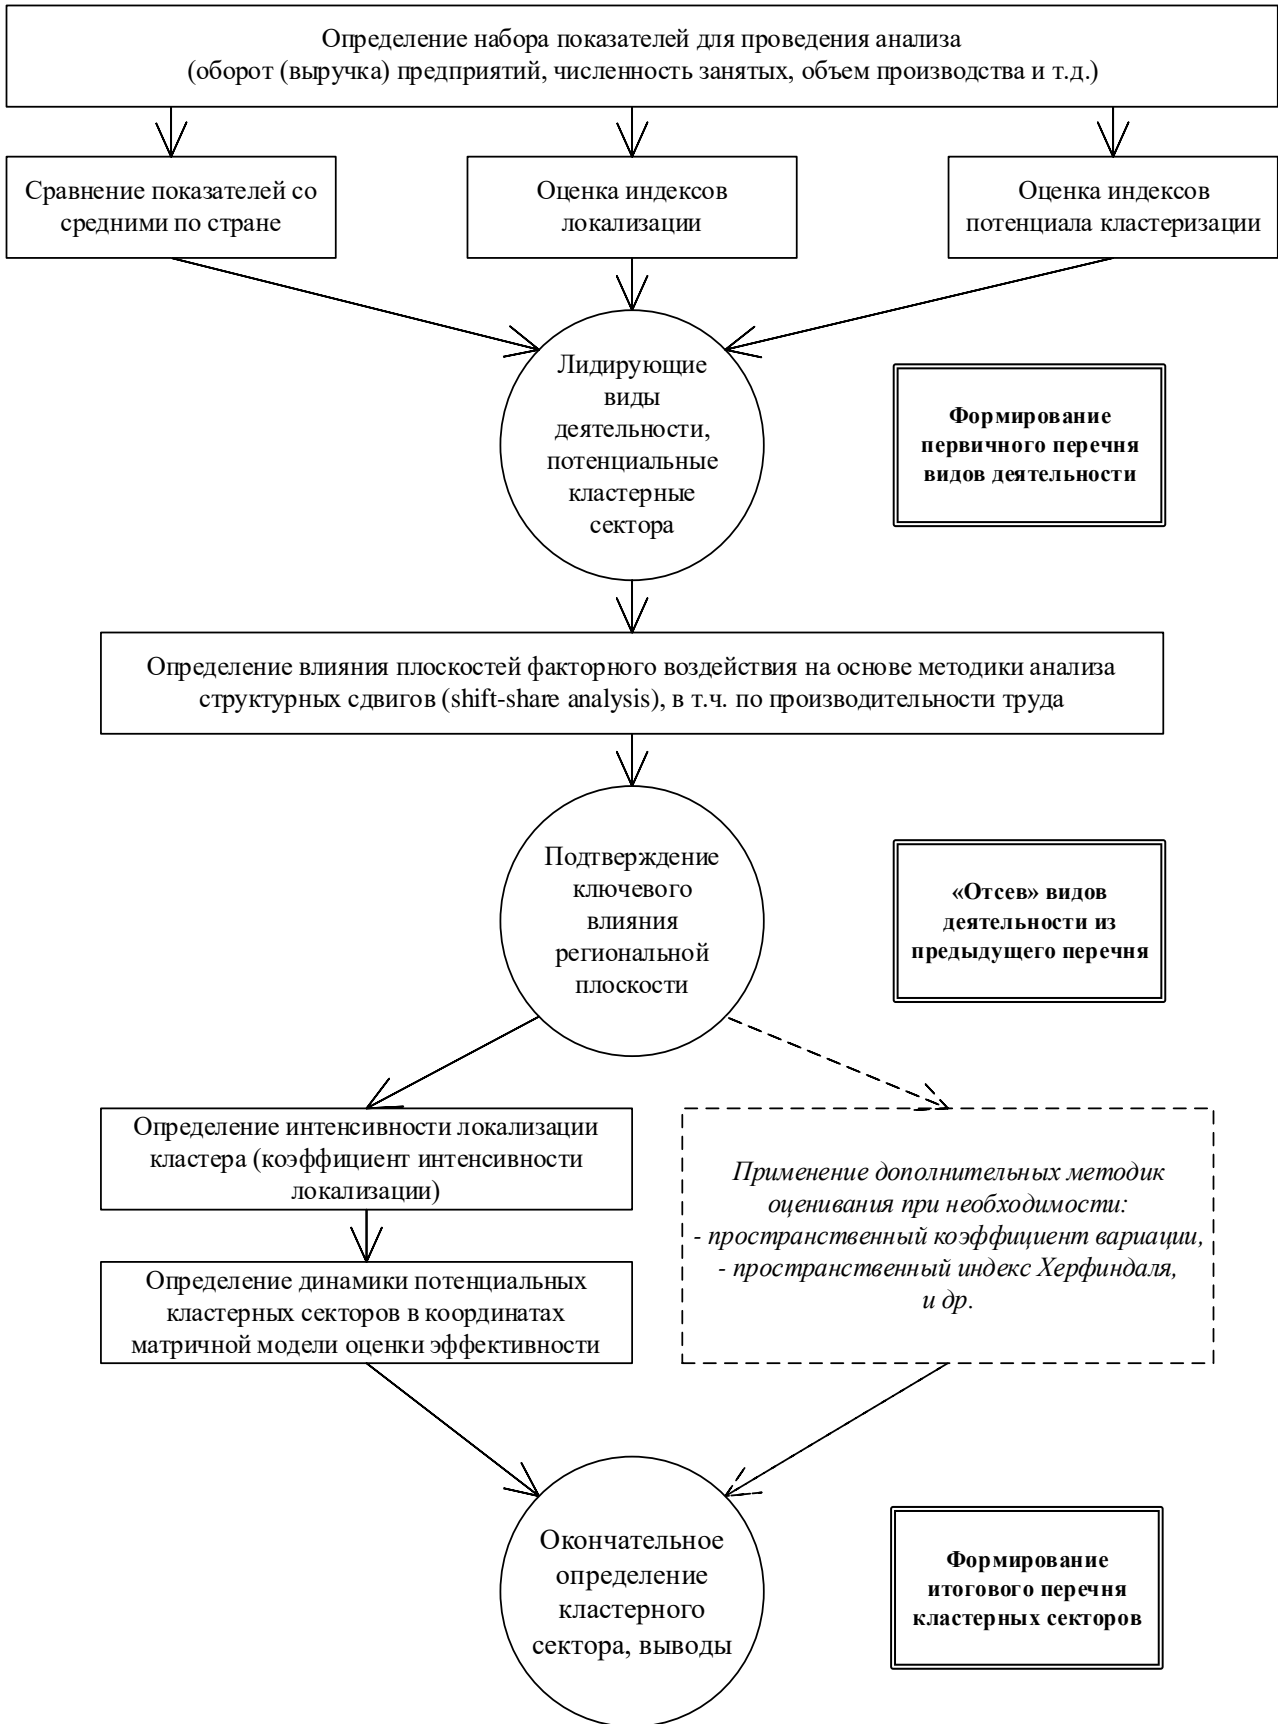 Определение набора показателей для проведения анализа
(оборот (выручка) предприятий, численность занятых, объем производства и т.д.)
Сравнение показателей со
средними по стране
Оценка индексов
локализации
Оценка индексов
потенциала кластеризации
Лидирующие
виды
деятельности,
потенциальные
кластерные
сектора
Формирование
первичного перечня
видов деятельности
Определение влияния плоскостей факторного воздействия на основе методики анализа
структурных сдвигов (shift-share analysis), в т.ч. по производительности труда
Подтверждение
ключевого
влияния
региональной
плоскости
«Отсев» видов
деятельности из
предыдущего перечня
Определение интенсивности локализации
кластера (коэффициент интенсивности
локализации)
Применение дополнительных методик
оценивания при необходимости:
- пространственный коэффициент вариации,
- пространственный индекс Херфиндаля,
и др.
Определение динамики потенциальных
кластерных секторов в координатах
матричной модели оценки эффективности
Окончательное
определение
кластерного
сектора, выводы
Формирование
итогового перечня
кластерных секторов